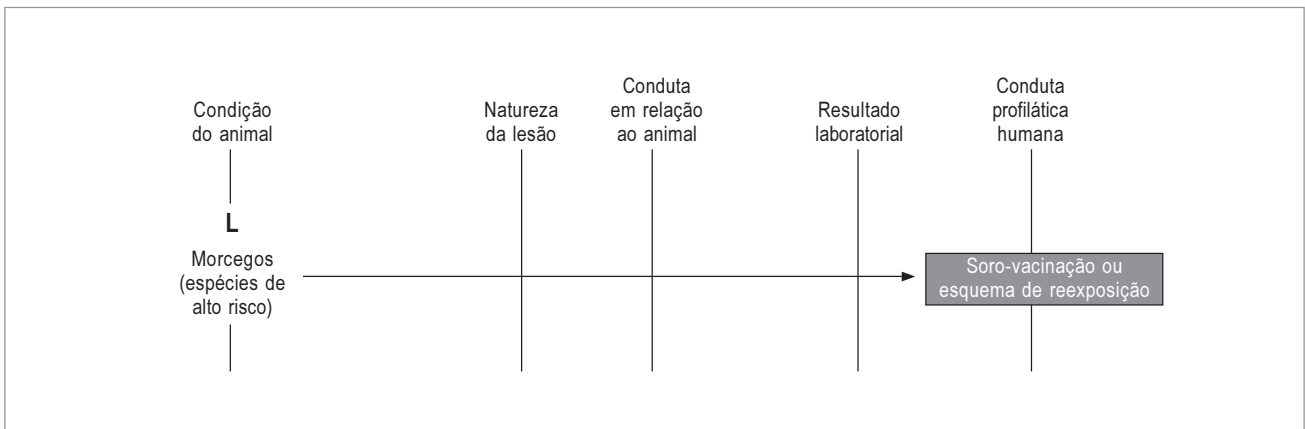 Condição
do animal
Natureza
da lesão
Conduta
em relação
ao animal
Resultado
laboratorial
Conduta
profilática
humana
L
Morcegos
(espécies de
alto risco)
Soro-vacinação ou
esquema de reexposição